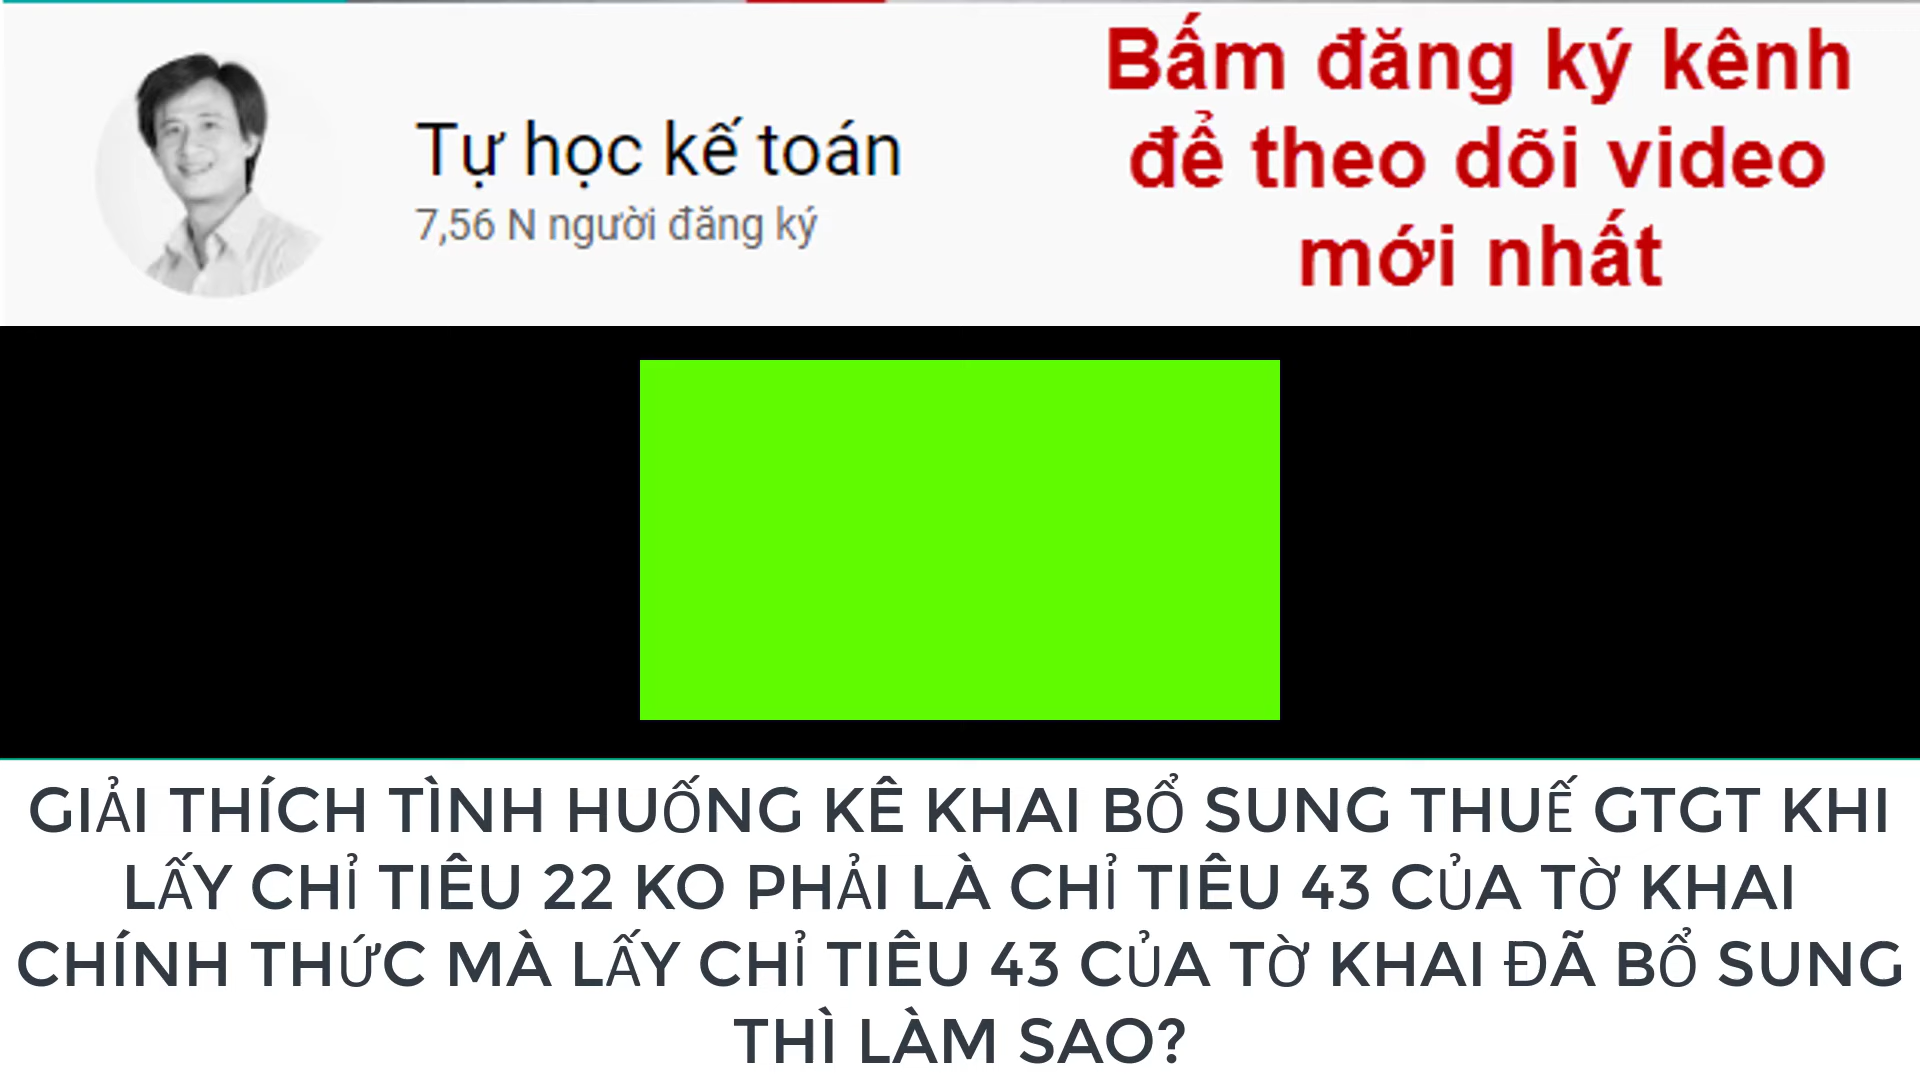 Bấm đăng ký kênh
để theo dõi video
mới nhất
Tự học kế toán
7,56 N người đăng ký
GIẢI THÍCH TÌNH HUỐNG KÊ KHAI BỔ SUNG THUẾ GTGT KHI
LẤY CHỈ TIÊU 22 KO PHẢI LÀ CHỈ TIÊU 43 CỦA TỜ KHAI
CHÍNH THỨC MÀ LẤY CHỈ TIÊU 43 CỦA TỜ KHAI ĐÃ BỔ SUNG
THÌ LÀM SAO?